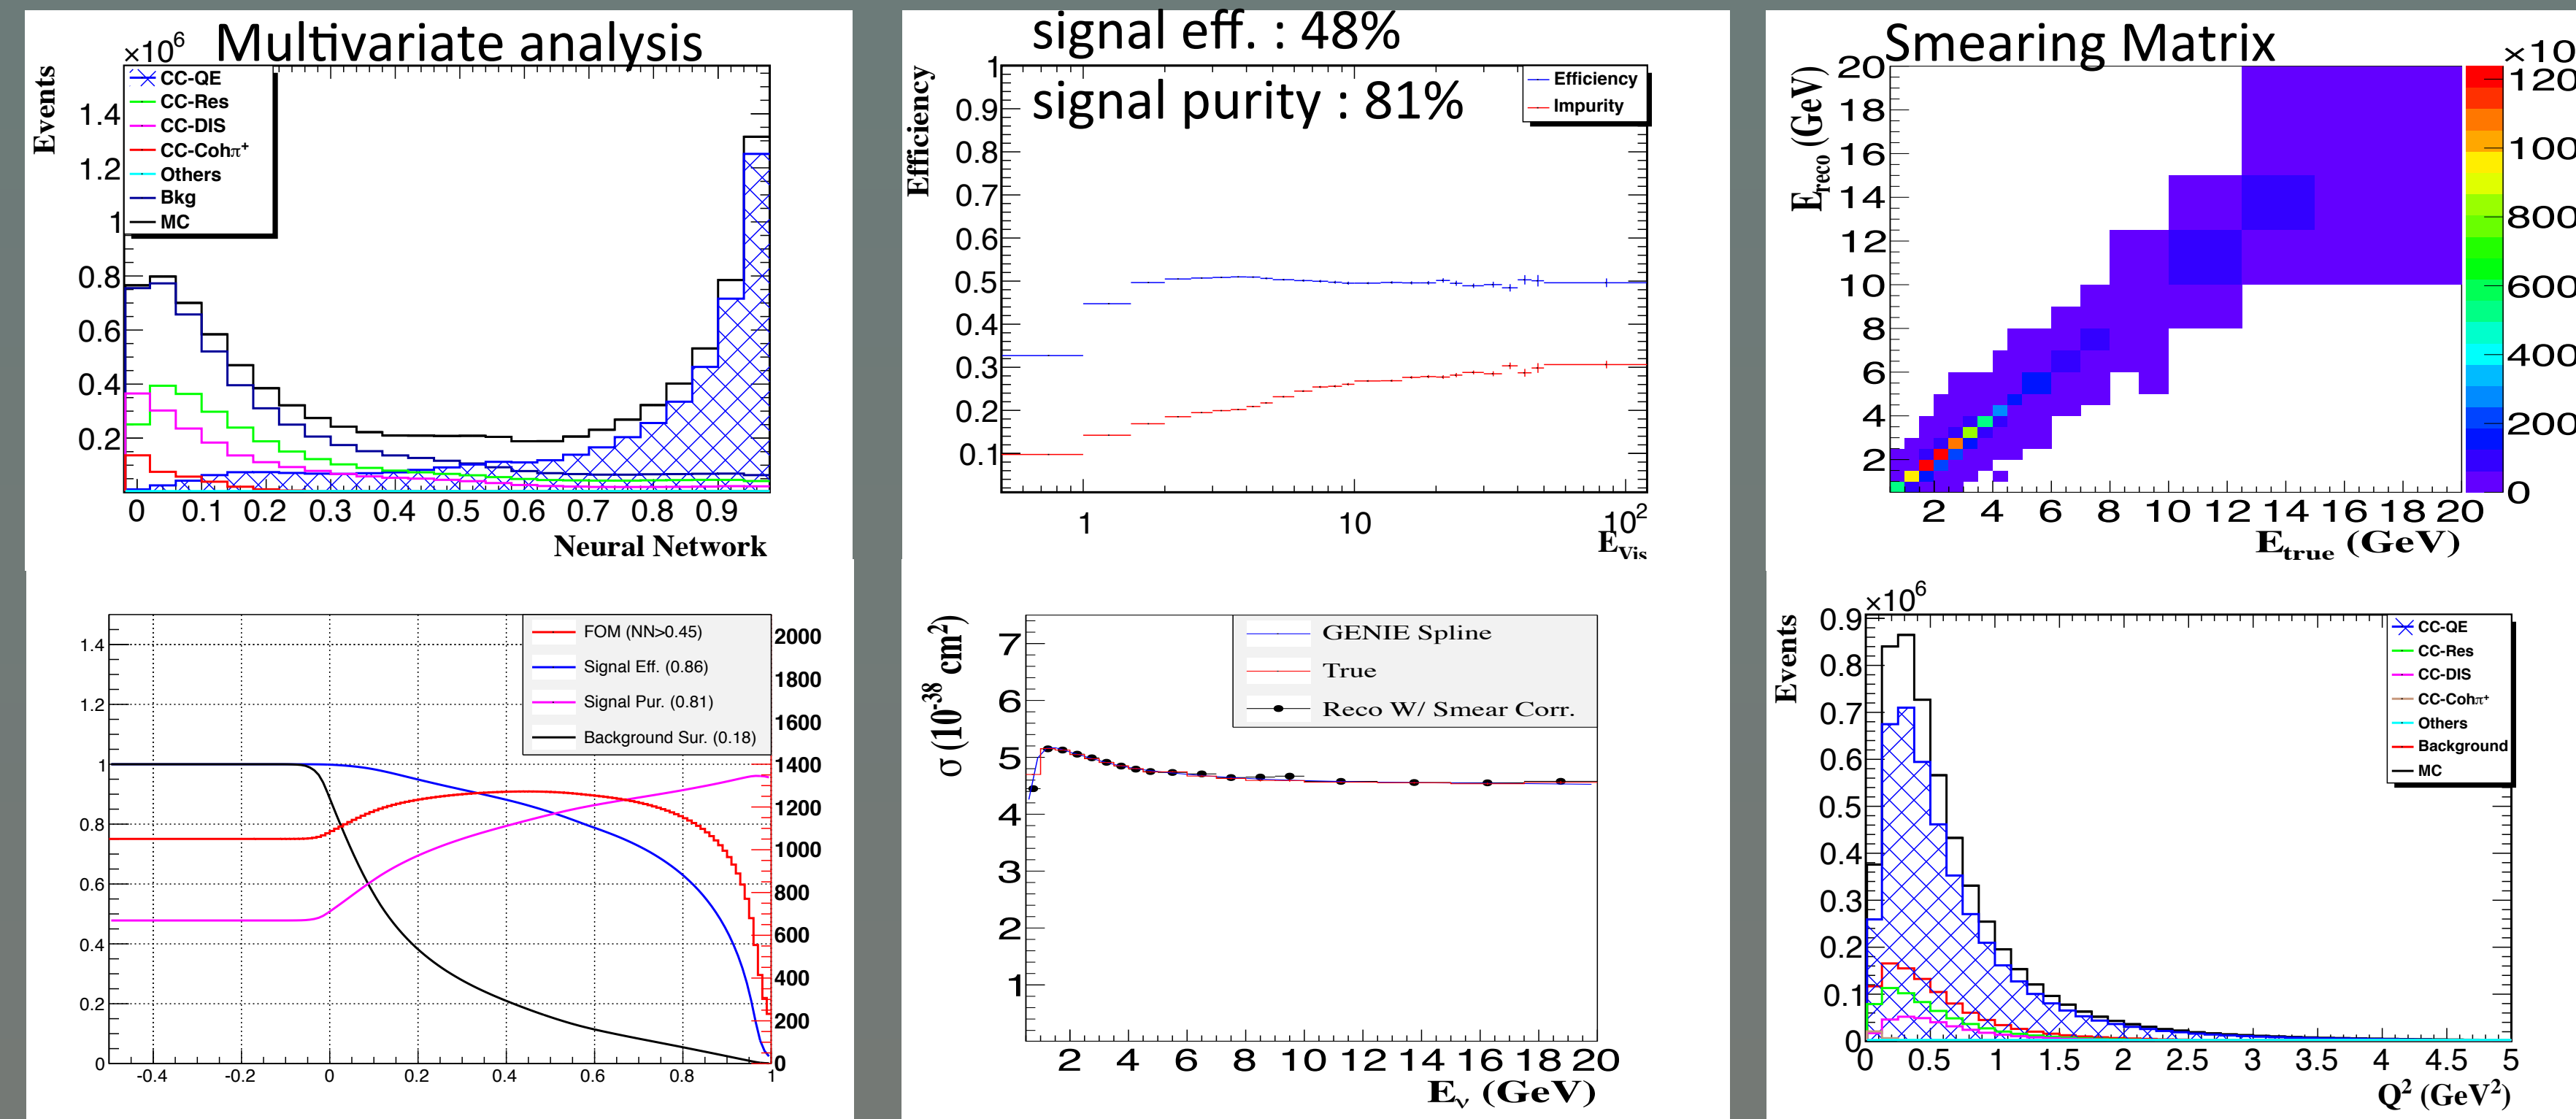 Multivariate analysis
×10⁶
Events
CC-QE
CC-Res
CC-DIS
CC-Cohπ⁺
Others
Bkg
MC
1.4
1.2
1
0.8
0.6
0.4
0.2
0 0.1 0.2 0.3 0.4 0.5 0.6 0.7 0.8 0.9
Neural Network
signal eff. : 48%
signal purity : 81%
Efficiency
Efficiency
Impurity
1
0.9
0.8
0.7
0.6
0.5
0.4
0.3
0.2
0.1
1 10 10²
E_Vis
Smearing Matrix
E_reco (GeV)
20
18
16
14
12
10
8
6
4
2
2 4 6 8 10 12 14 16 18 20
E_true (GeV)
×10
120
100
800
600
400
200
0
FOM (NN>0.45)
Signal Eff. (0.86)
Signal Pur. (0.81)
Background Sur. (0.18)
1.4
1.2
1
0.8
0.6
0.4
0.2
0
-0.4 -0.2 0 0.2 0.4 0.6 0.8 1
2000
1800
1600
1400
1200
1000
800
600
400
200
0
σ (10⁻³⁸ cm²)
GENIE Spline
True
Reco W/ Smear Corr.
7
6
5
4
3
2
1
2 4 6 8 10 12 14 16 18 20
E_ν (GeV)
×10⁶
Events
CC-QE
CC-Res
CC-DIS
CC-Cohπ⁺
Others
Background
MC
0.9
0.8
0.7
0.6
0.5
0.4
0.3
0.2
0.1
0
0 0.5 1 1.5 2 2.5 3 3.5 4 4.5 5
Q² (GeV²)